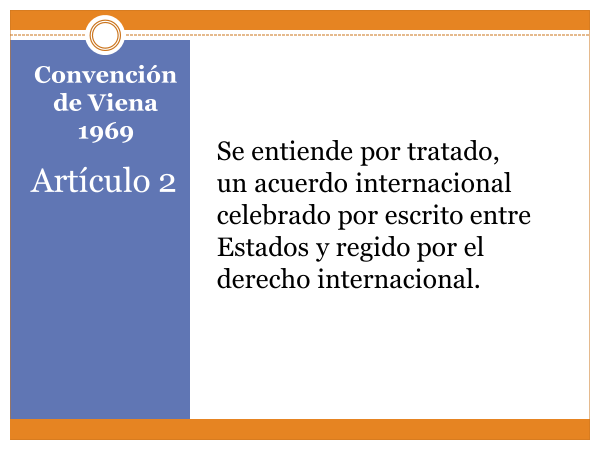 Convención
de Viena
1969
Artículo 2
Se entiende por tratado,
un acuerdo internacional
celebrado por escrito entre
Estados y regido por el
derecho internacional.